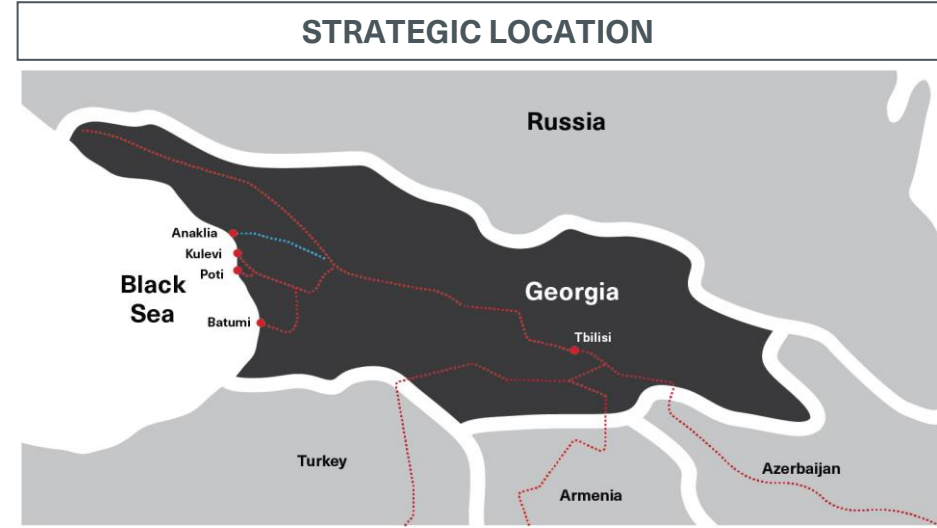 STRATEGIC LOCATION
Russia
Anaklia
Kulevi
Poti
Black
Sea
Georgia
Batumi
Tbilisi
Turkey
Azerbaijan
Armenia